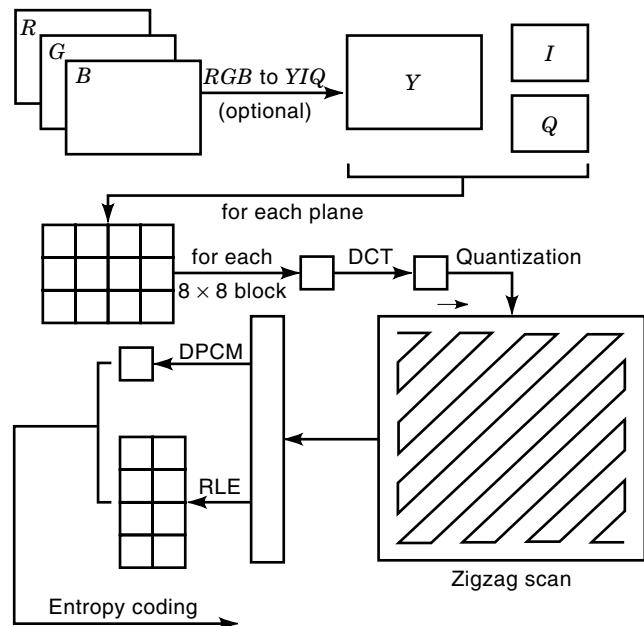 R
G
B
RGB to YIQ
(optional)
Y
I
Q
for each plane
for each
8 × 8 block
DCT
Quantization
DPCM
RLE
Zigzag scan
Entropy coding